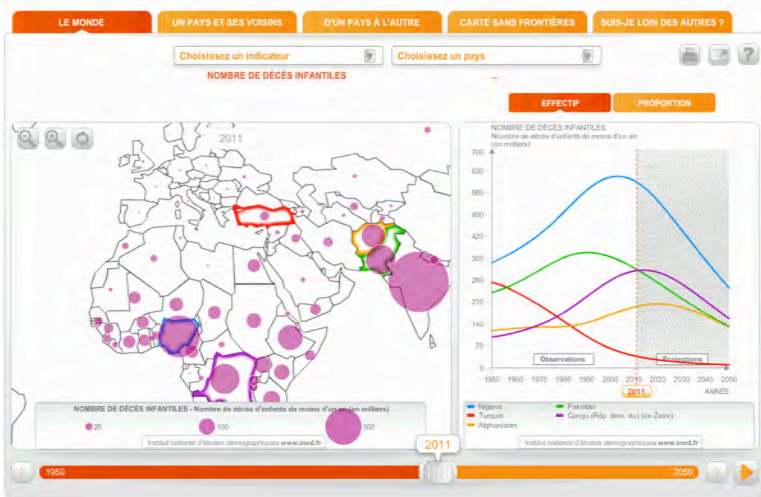 LE MONDE
UN PAYS ET SES VOISINS
D'UN PAYS À L'AUTRE
CARTE SANS FRONTIÈRES
SUIS-JE LOIN DES AUTRES ?
Choisissez un indicateur
Choisissez un pays
?
NOMBRE DE DÉCÈS INFANTILES
...
EFFECTIF
PROPORTION
2011
NOMBRE DE DÉCÈS INFANTILES
Nombre de décès d'enfants de moins d'un an
(en milliers)
700
630
560
490
420
350
280
210
140
70
0
Observations
Projections
1950 1960 1970 1980 1990 2000 2010 2020 2030 2040 2050
2011
ANNÉE
NOMBRE DE DÉCÈS INFANTILES - Nombre de décès d'enfants de moins d'un an (en milliers)
20
100
500
Institut national d'études démographiques www.ined.fr
Nigeria
Pakistan
Turquie
Congo (Rép. dém. du) (ex-Zaïre)
Afghanistan
Institut national d'études démographiques www.ined.fr
2011
1950
2050